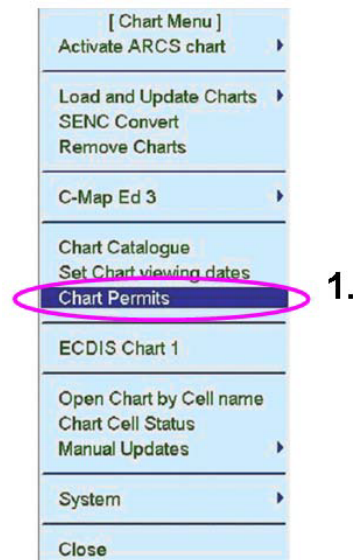 [ Chart Menu ]
Activate ARCS chart
Load and Update Charts
SENC Convert
Remove Charts
C-Map Ed 3
Chart Catalogue
Set Chart viewing dates
Chart Permits
1.
ECDIS Chart 1
Open Chart by Cell name
Chart Cell Status
Manual Updates
System
Close